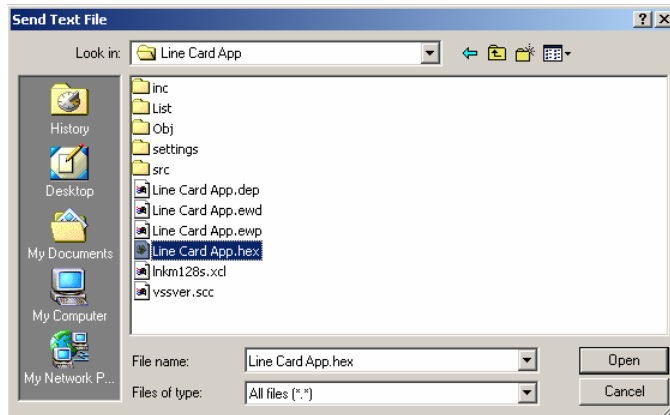 Send Text File
Look in: Line Card App
History
Desktop
My Documents
My Computer
My Network P...
inc
List
Obj
settings
src
Line Card App.dep
Line Card App.ewd
Line Card App.ewp
Line Card App.hex
lnkm128s.xcl
vssver.scc
File name: Line Card App.hex Open
Files of type: All files (*.*) Cancel